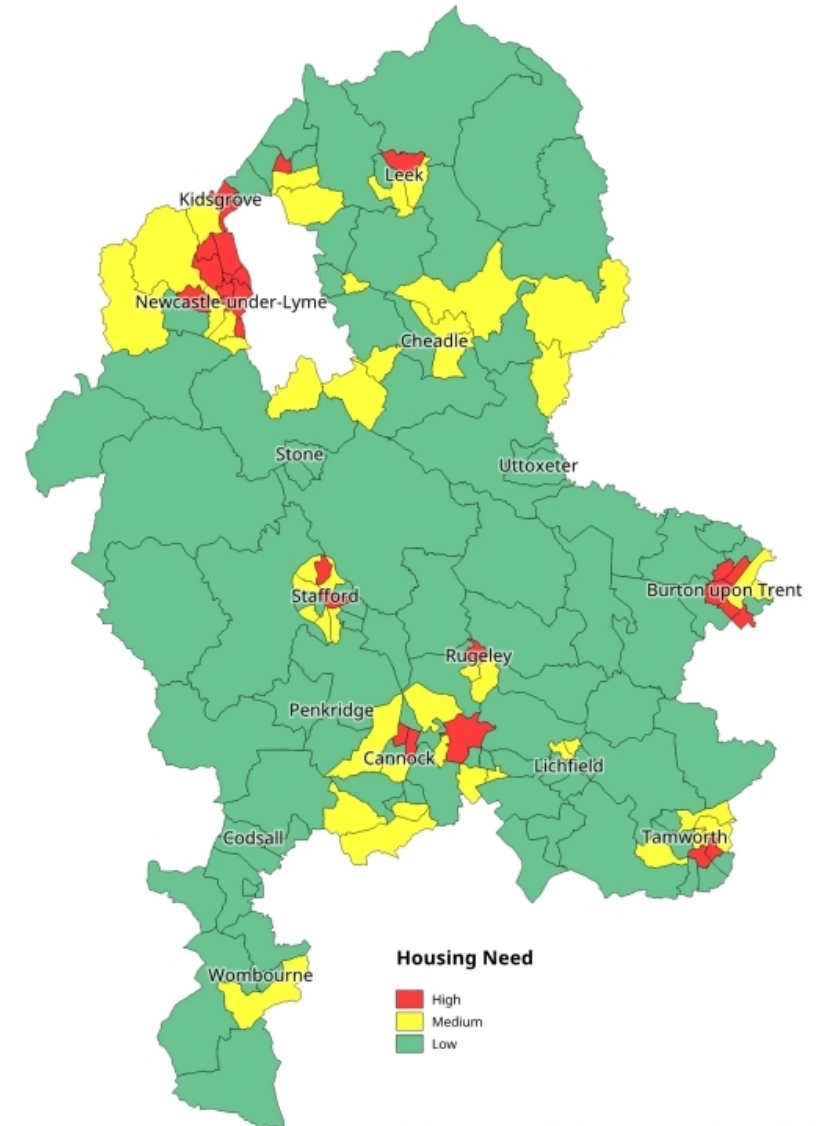 Leek
Kidsgrove
Newcastle-under-Lyme
Cheadle
Stone
Uttoxeter
Burton upon Trent
Stafford
Rugeley
Penkridge
Cannock
Lichfield
Tamworth
Codsall
Wombourne
Housing Need
High
Medium
Low